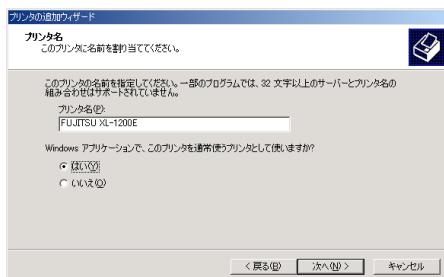 プリンタの追加ウィザード
プリンタ名
このプリンタに名前を割り当ててください。
このプリンタの名前を指定してください。一部のプログラムでは、32 文字以上のサーバーとプリンタ名の
組み合わせはサポートされていません。
プリンタ名(P):
FUJITSU XL-1200E
Windows アプリケーションで、このプリンタを通常使うプリンタとして使いますか?
はい(Y)
いいえ(O)
< 戻る(B)
次へ(N) >
キャンセル